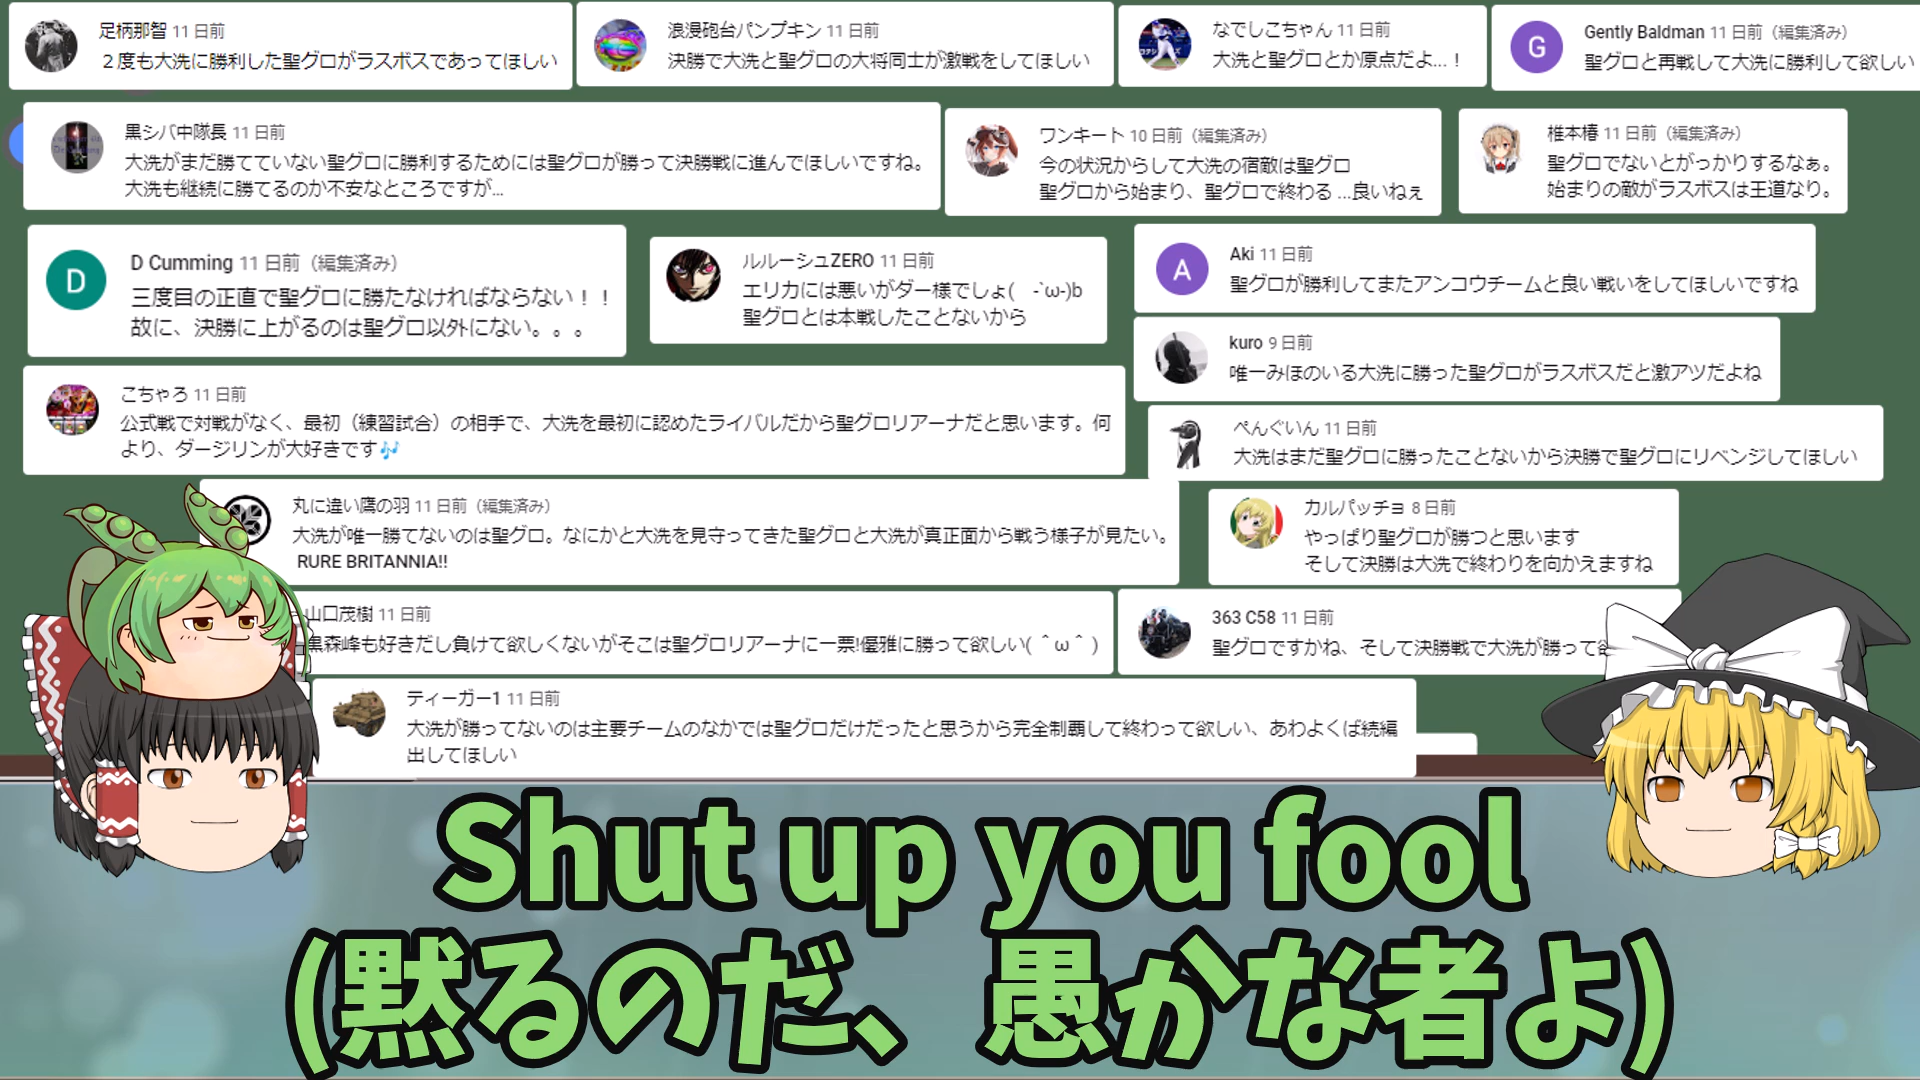 足柄那智 11 日前
２度も大洗に勝利した聖グロがラスボスであってほしい
浪漫砲台パンプキン 11 日前
決勝で大洗と聖グロの大将同士が激戦をしてほしい
なでしこちゃん 11 日前
大洗と聖グロとか原点だよ...！
G
Gently Baldman 11 日前（編集済み）
聖グロと再戦して大洗に勝利して欲しい
黒シバ中隊長 11 日前
大洗がまだ勝てていない聖グロに勝利するためには聖グロが勝って決勝戦に進んでほしいですね。
大洗も継続に勝てるのか不安なところですが...
ワンキート 10 日前（編集済み）
今の状況からして大洗の宿敵は聖グロ
聖グロから始まり、聖グロで終わる ...良いねぇ
椎本椿 11 日前（編集済み）
聖グロでないとがっかりするなぁ。
始まりの敵がラスボスは王道なり。
D
D Cumming 11 日前（編集済み）
三度目の正直で聖グロに勝たなければならない！！
故に、決勝に上がるのは聖グロ以外にない。。。
ルルーシュZERO 11 日前
エリカには悪いがダー様でしょ(　-`ω-)b
聖グロとは本戦したことないから
A
Aki 11 日前
聖グロが勝利してまたアンコウチームと良い戦いをしてほしいですね
kuro 9 日前
唯一みほのいる大洗に勝った聖グロがラスボスだと激アツだよね
こちゃろ 11 日前
公式戦で対戦がなく、最初（練習試合）の相手で、大洗を最初に認めたライバルだから聖グロリアーナだと思います。何
より、ダージリンが大好きです🎶
ぺんぐいん 11 日前
大洗はまだ聖グロに勝ったことないから決勝で聖グロにリベンジしてほしい
丸に違い鷹の羽 11 日前（編集済み）
大洗が唯一勝てないのは聖グロ。なにかと大洗を見守ってきた聖グロと大洗が真正面から戦う様子が見たい。
RURE BRITANNIA!!
カルパッチョ 8 日前
やっぱり聖グロが勝つと思います
そして決勝は大洗で終わりを向かえますね
山口茂樹 11 日前
黒森峰も好きだし負けて欲しくないがそこは聖グロリアーナに一票!優雅に勝って欲しい(＾ω＾)
363 C58 11 日前
聖グロですかね、そして決勝戦で大洗が勝って
ティーガー1 11 日前
大洗が勝ってないのは主要チームのなかでは聖グロだけだったと思うから完全制覇して終わって欲しい、あわよくば続編
出してほしい
Shut up you fool
(黙るのだ、愚かな者よ)